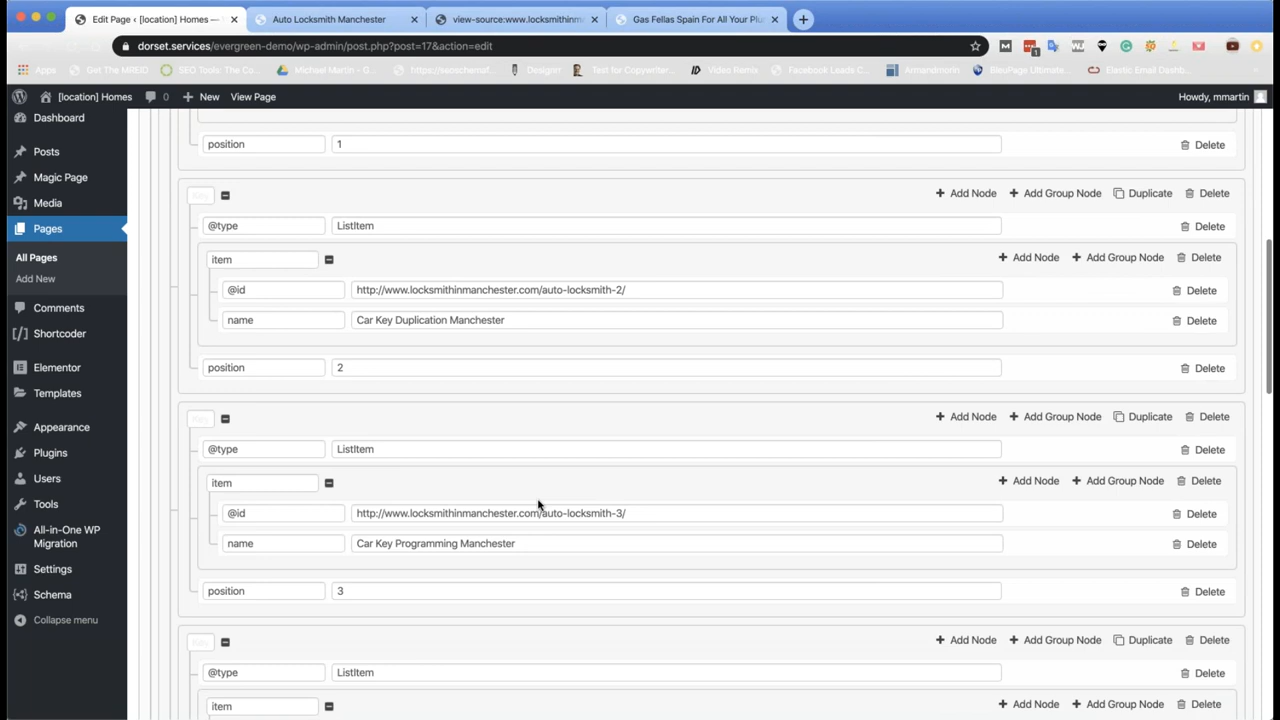 Edit Page ‹ [location] Homes —
Auto Locksmith Manchester
view-source:www.locksmithinm
Gas Fellas Spain For All Your Plu
dorset.services/evergreen-demo/wp-admin/post.php?post=17&action=edit
Apps
Get The MREID
SEO Tools: The Co...
Michael Martin - G...
https://seoschemaf...
Designrr
Test for Copywriter...
Video Remix
Facebook Leads C...
Armandmorin
BleuPage Ultimate...
Elastic Email Dashb...
[location] Homes
0
New
View Page
Howdy, mmartin
Dashboard
Posts
Magic Page
Media
Pages
All Pages
Add New
Comments
[/] Shortcoder
Elementor
Templates
Appearance
Plugins
Users
Tools
All-in-One WP
Migration
Settings
Schema
Collapse menu
position 1 Delete
Key Add Node Add Group Node Duplicate Delete
@type ListItem Delete
item Add Node Add Group Node Delete
@id http://www.locksmithinmanchester.com/auto-locksmith-2/ Delete
name Car Key Duplication Manchester Delete
position 2 Delete
Key Add Node Add Group Node Duplicate Delete
@type ListItem Delete
item Add Node Add Group Node Delete
@id http://www.locksmithinmanchester.com/auto-locksmith-3/ Delete
name Car Key Programming Manchester Delete
position 3 Delete
Key Add Node Add Group Node Duplicate Delete
@type ListItem Delete
item Add Node Add Group Node Delete